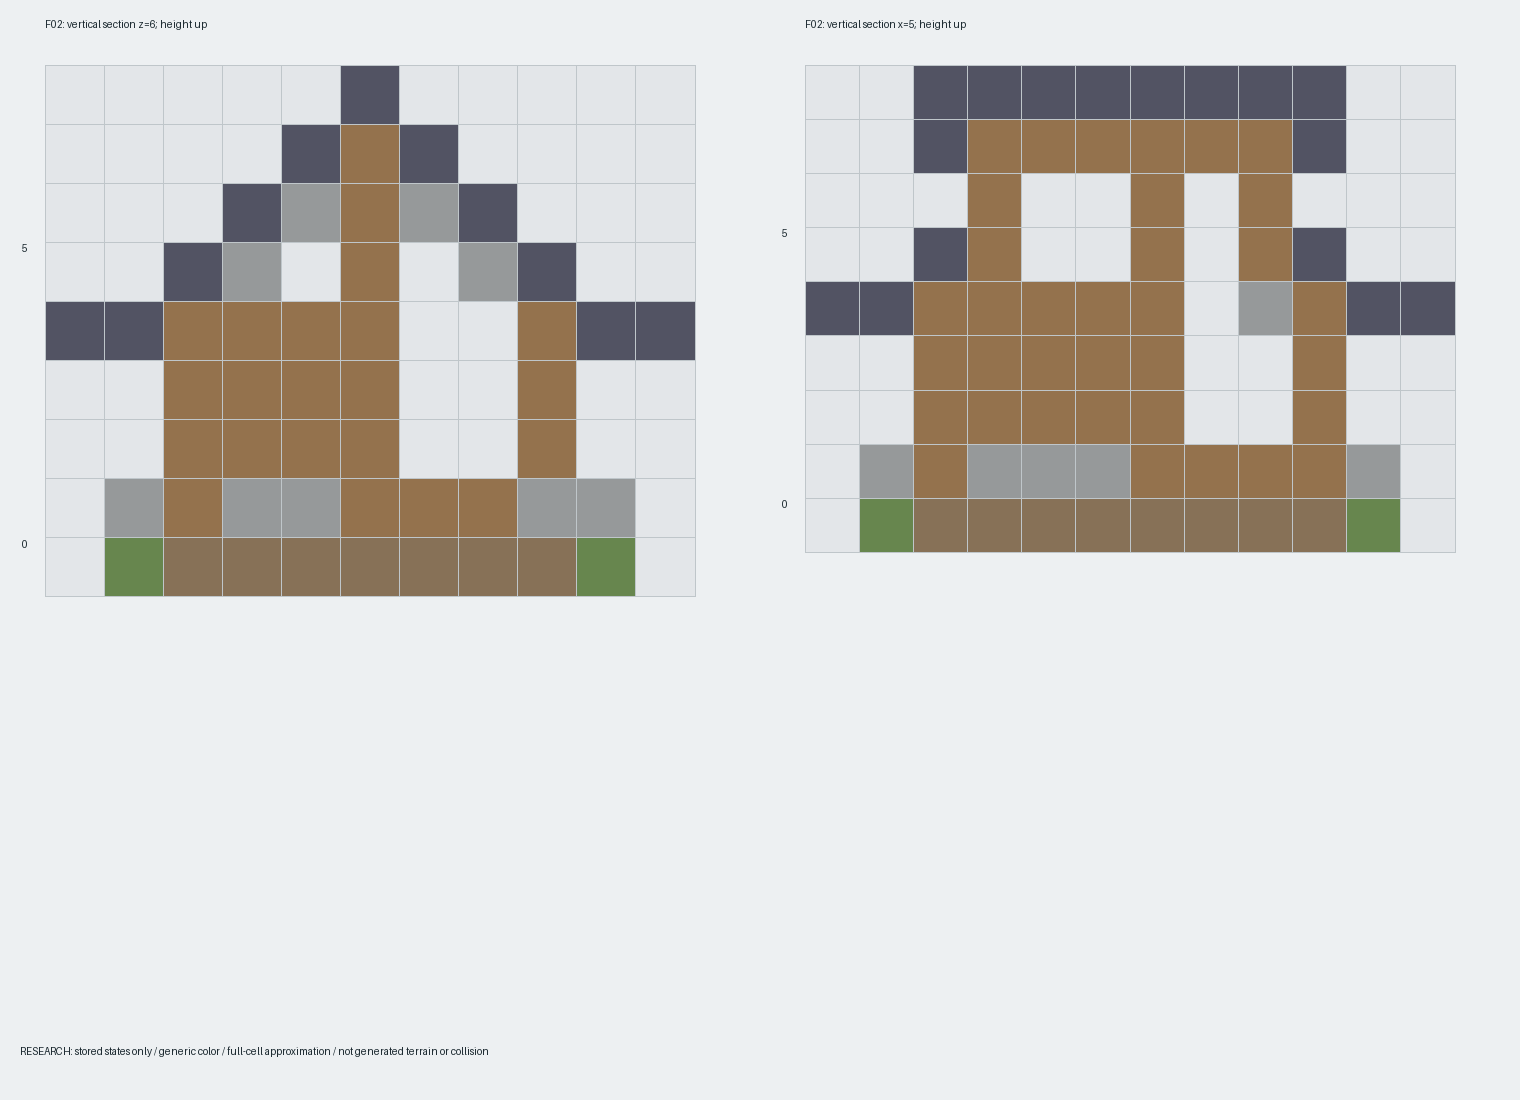 F02: vertical section z=6; height up
F02: vertical section x=5; height up
5
0
5
0
RESEARCH: stored states only / generic color / full-cell approximation / not generated terrain or collision